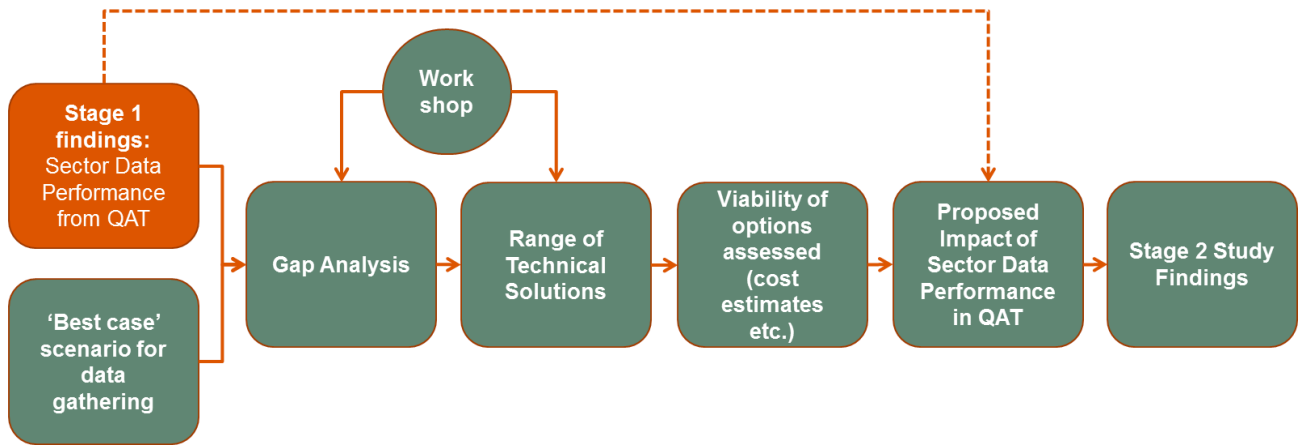 Stage 1
findings:
Sector Data
Performance
from QAT
‘Best case’
scenario for
data
gathering
Work
shop
Gap Analysis
Range of
Technical
Solutions
Viability of
options
assessed
(cost
estimates
etc.)
Proposed
Impact of
Sector Data
Performance
in QAT
Stage 2 Study
Findings